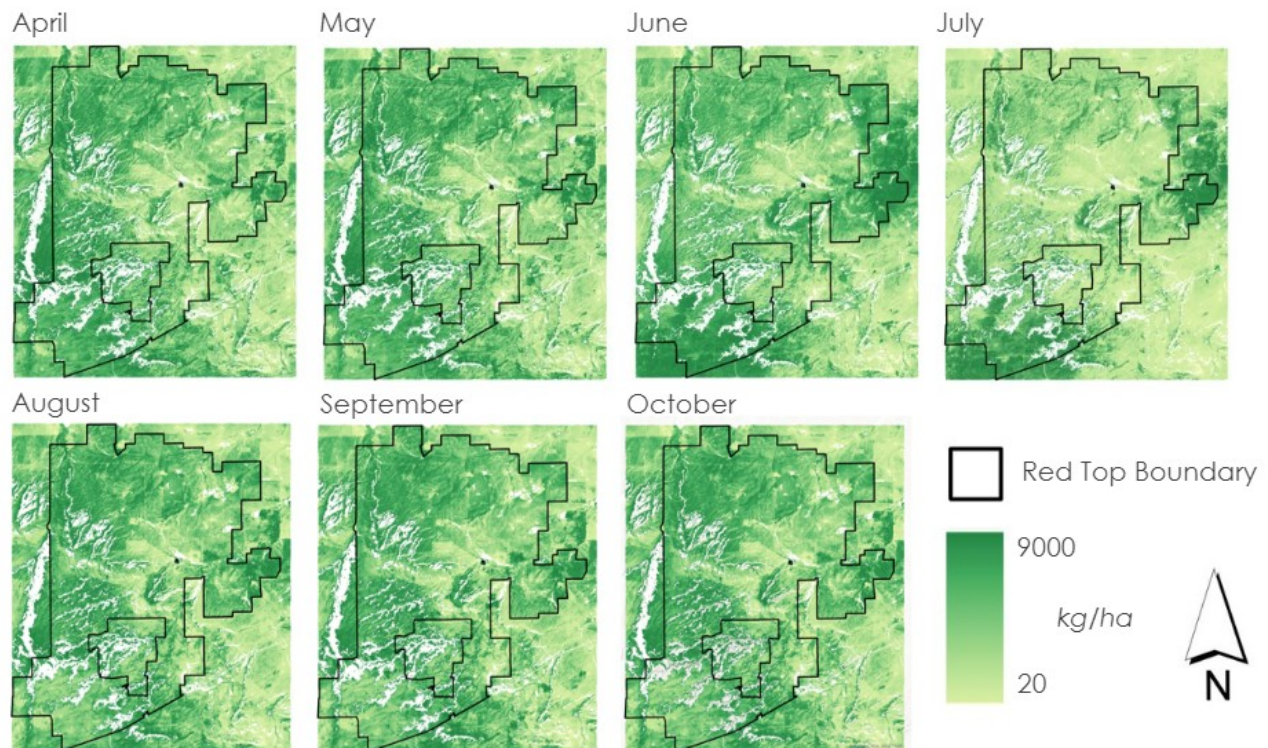 April
May
June
July
August
September
October
Red Top Boundary
9000
kg/ha
20
N